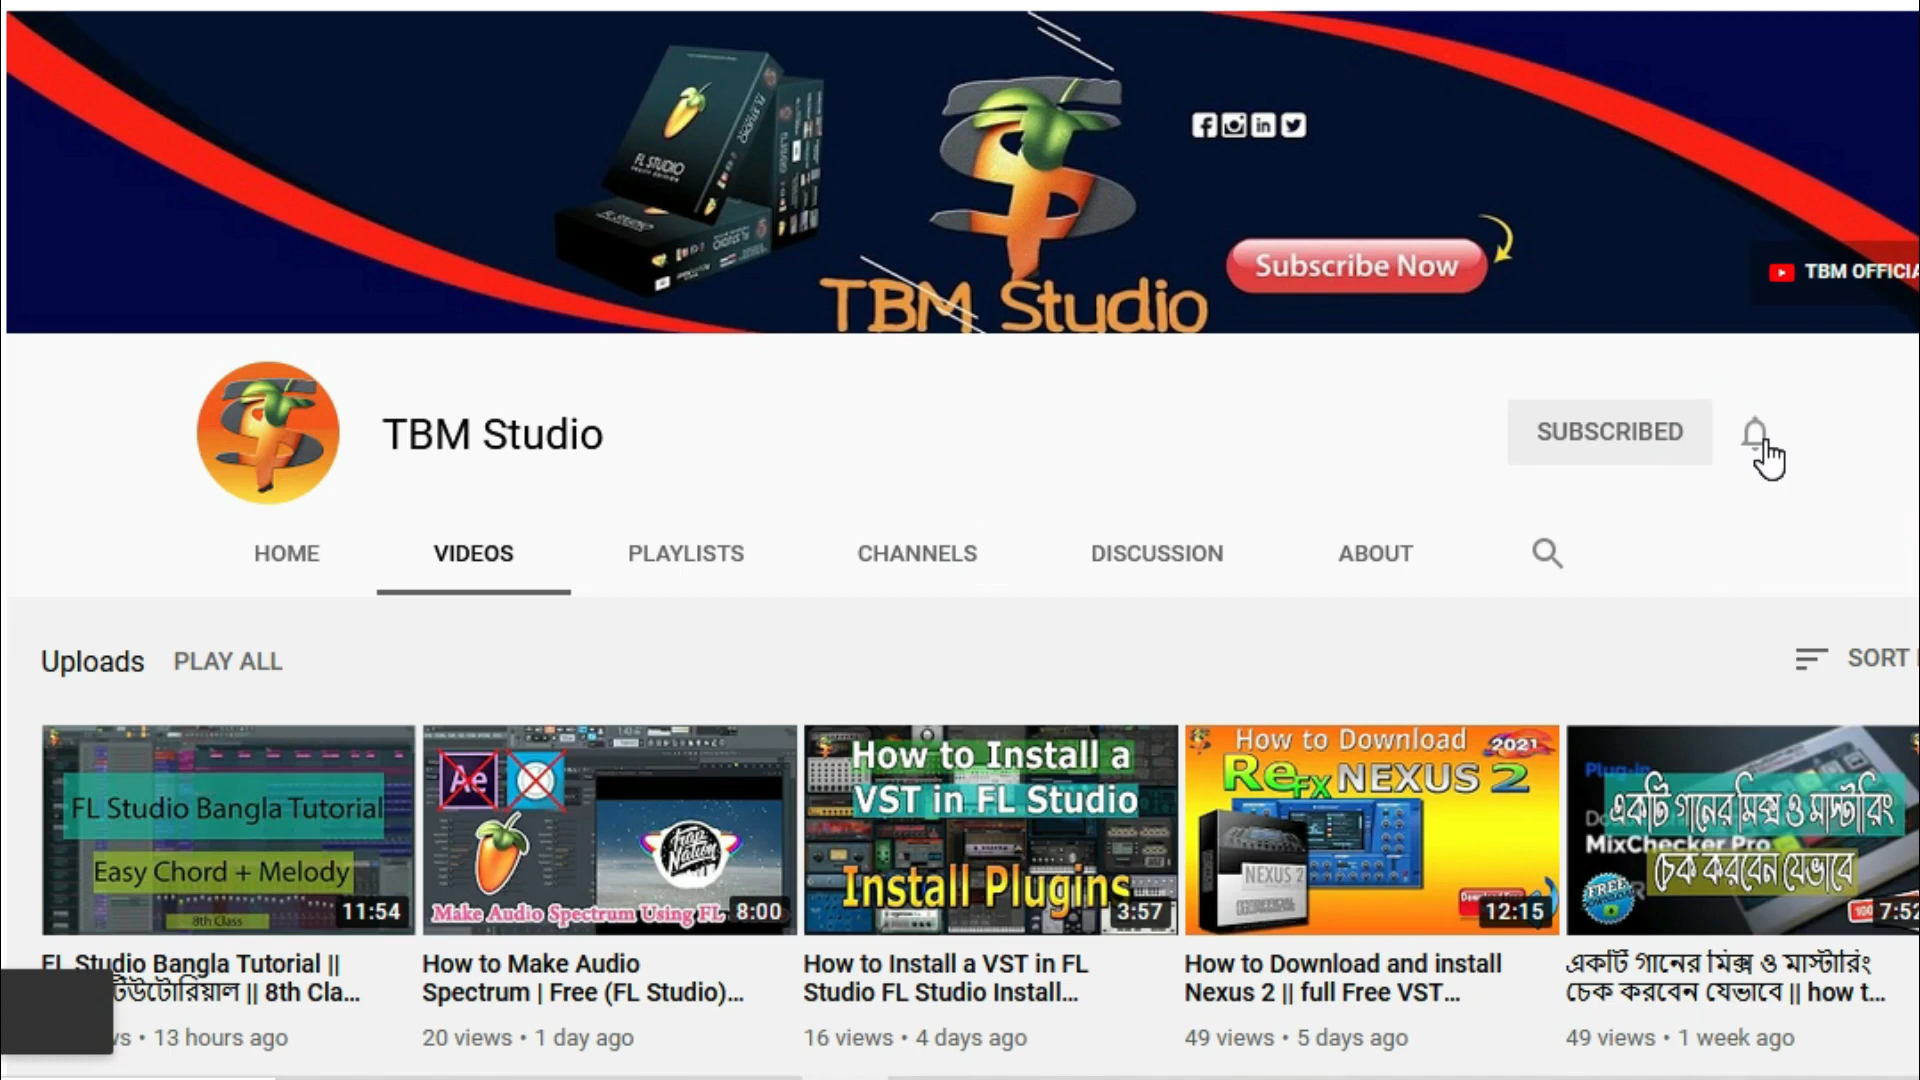 FL STUDIO
TBM Studio
Subscribe Now
TBM OFFICIA
TBM Studio
SUBSCRIBED
HOME
VIDEOS
PLAYLISTS
CHANNELS
DISCUSSION
ABOUT
Uploads
PLAY ALL
SORT
FL Studio Bangla Tutorial
Easy Chord + Melody
8th Class
11:54
Ae
Trap
Nation
Make Audio Spectrum Using FL
8:00
How to Install a
VST in FL Studio
Install Plugins
3:57
How to Download
2021
ReFX NEXUS 2
NEXUS 2
12:15
Plug-in
একটি গানের মিক্স ও মাস্টারিং
MixChecker Pro
চেক করবেন যেভাবে
FREE
7:52
FL Studio Bangla Tutorial ||
টিউটোরিয়াল || 8th Cla...
13 hours ago
How to Make Audio
Spectrum | Free (FL Studio)...
20 views • 1 day ago
How to Install a VST in FL
Studio FL Studio Install...
16 views • 4 days ago
How to Download and install
Nexus 2 || full Free VST...
49 views • 5 days ago
একটি গানের মিক্স ও মাস্টারিং
চেক করবেন যেভাবে || how t...
49 views • 1 week ago